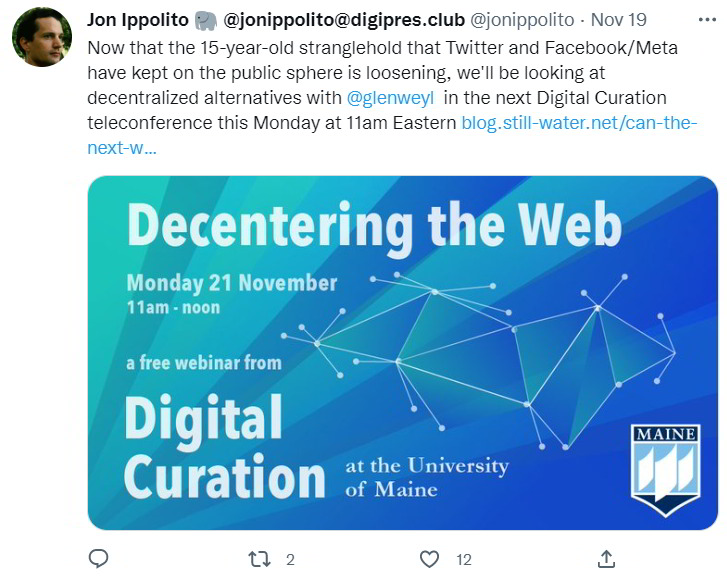 Jon Ippolito 🐘 @jonippolito@digipres.club @jonippolito · Nov 19
Now that the 15-year-old stranglehold that Twitter and Facebook/Meta
have kept on the public sphere is loosening, we'll be looking at
decentralized alternatives with @glenweyl in the next Digital Curation
teleconference this Monday at 11am Eastern blog.still-water.net/can-the-
next-w…
Decentering the Web
Monday 21 November
11am - noon
a free webinar from
Digital
Curation
at the University
of Maine
MAINE
2
12